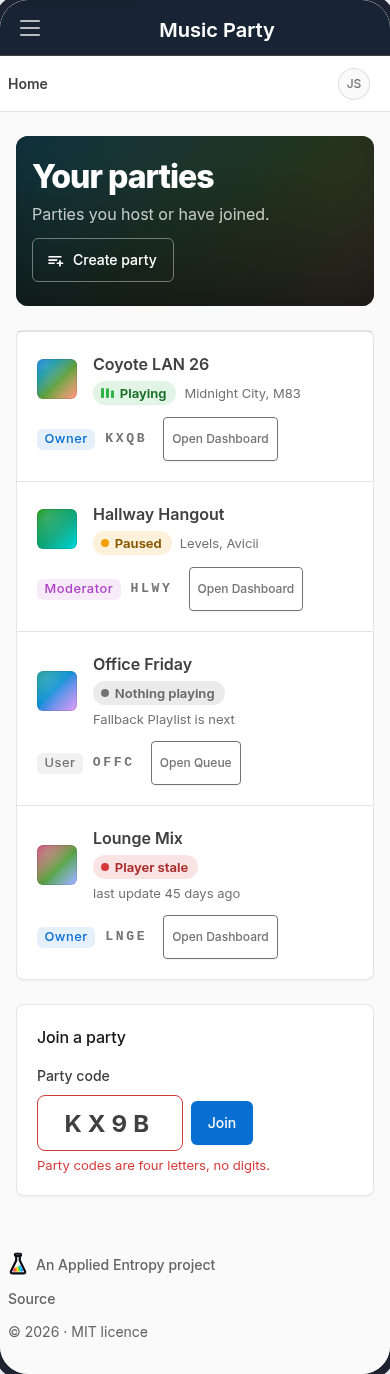 Music Party
Home
JS
Your parties
Parties you host or have joined.
Create party
Coyote LAN 26
Playing Midnight City, M83
Owner KXQB Open Dashboard
Hallway Hangout
Paused Levels, Avicii
Moderator HLWY Open Dashboard
Office Friday
Nothing playing
Fallback Playlist is next
User OFFC Open Queue
Lounge Mix
Player stale
last update 45 days ago
Owner LNGE Open Dashboard
Join a party
Party code
KX9B Join
Party codes are four letters, no digits.
An Applied Entropy project
Source
© 2026 · MIT licence